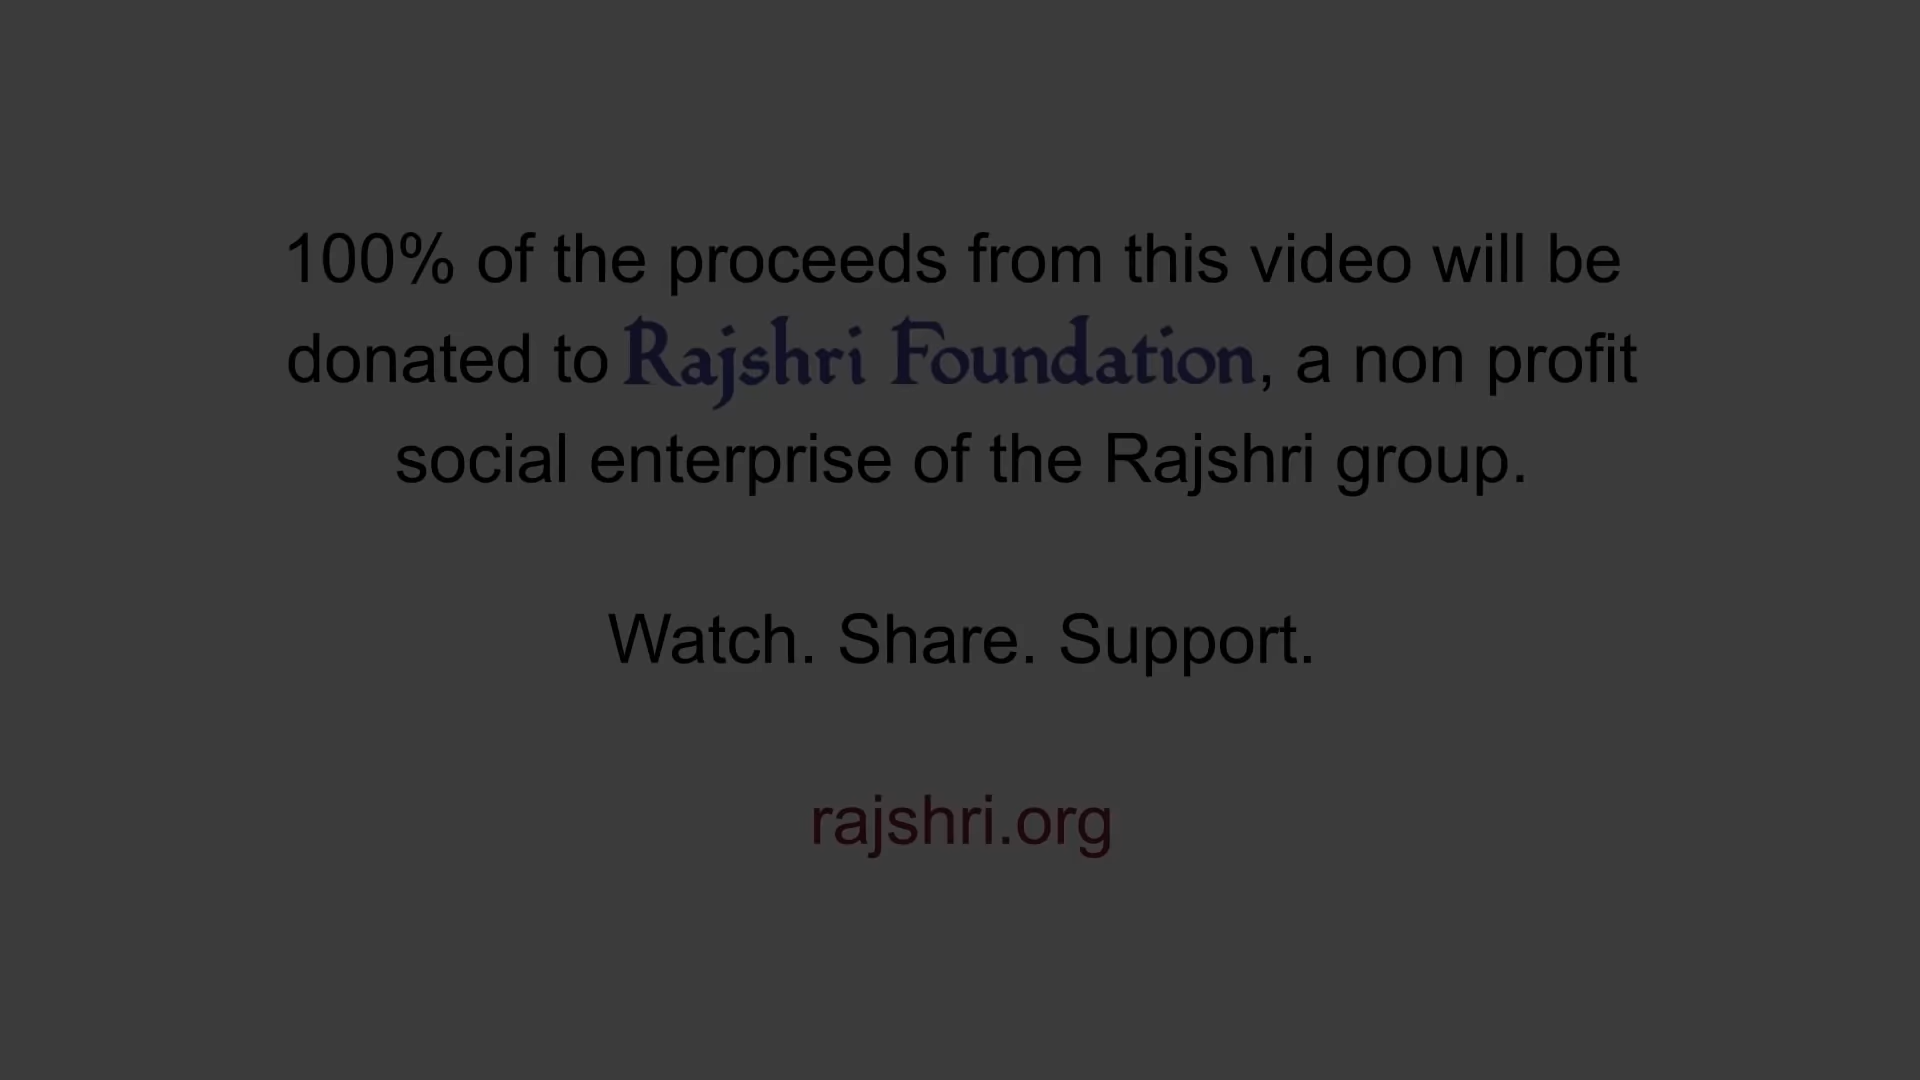 100% of the proceeds from this video will be
donated to Rajshri Foundation, a non profit
social enterprise of the Rajshri group.
Watch. Share. Support.
rajshri.org